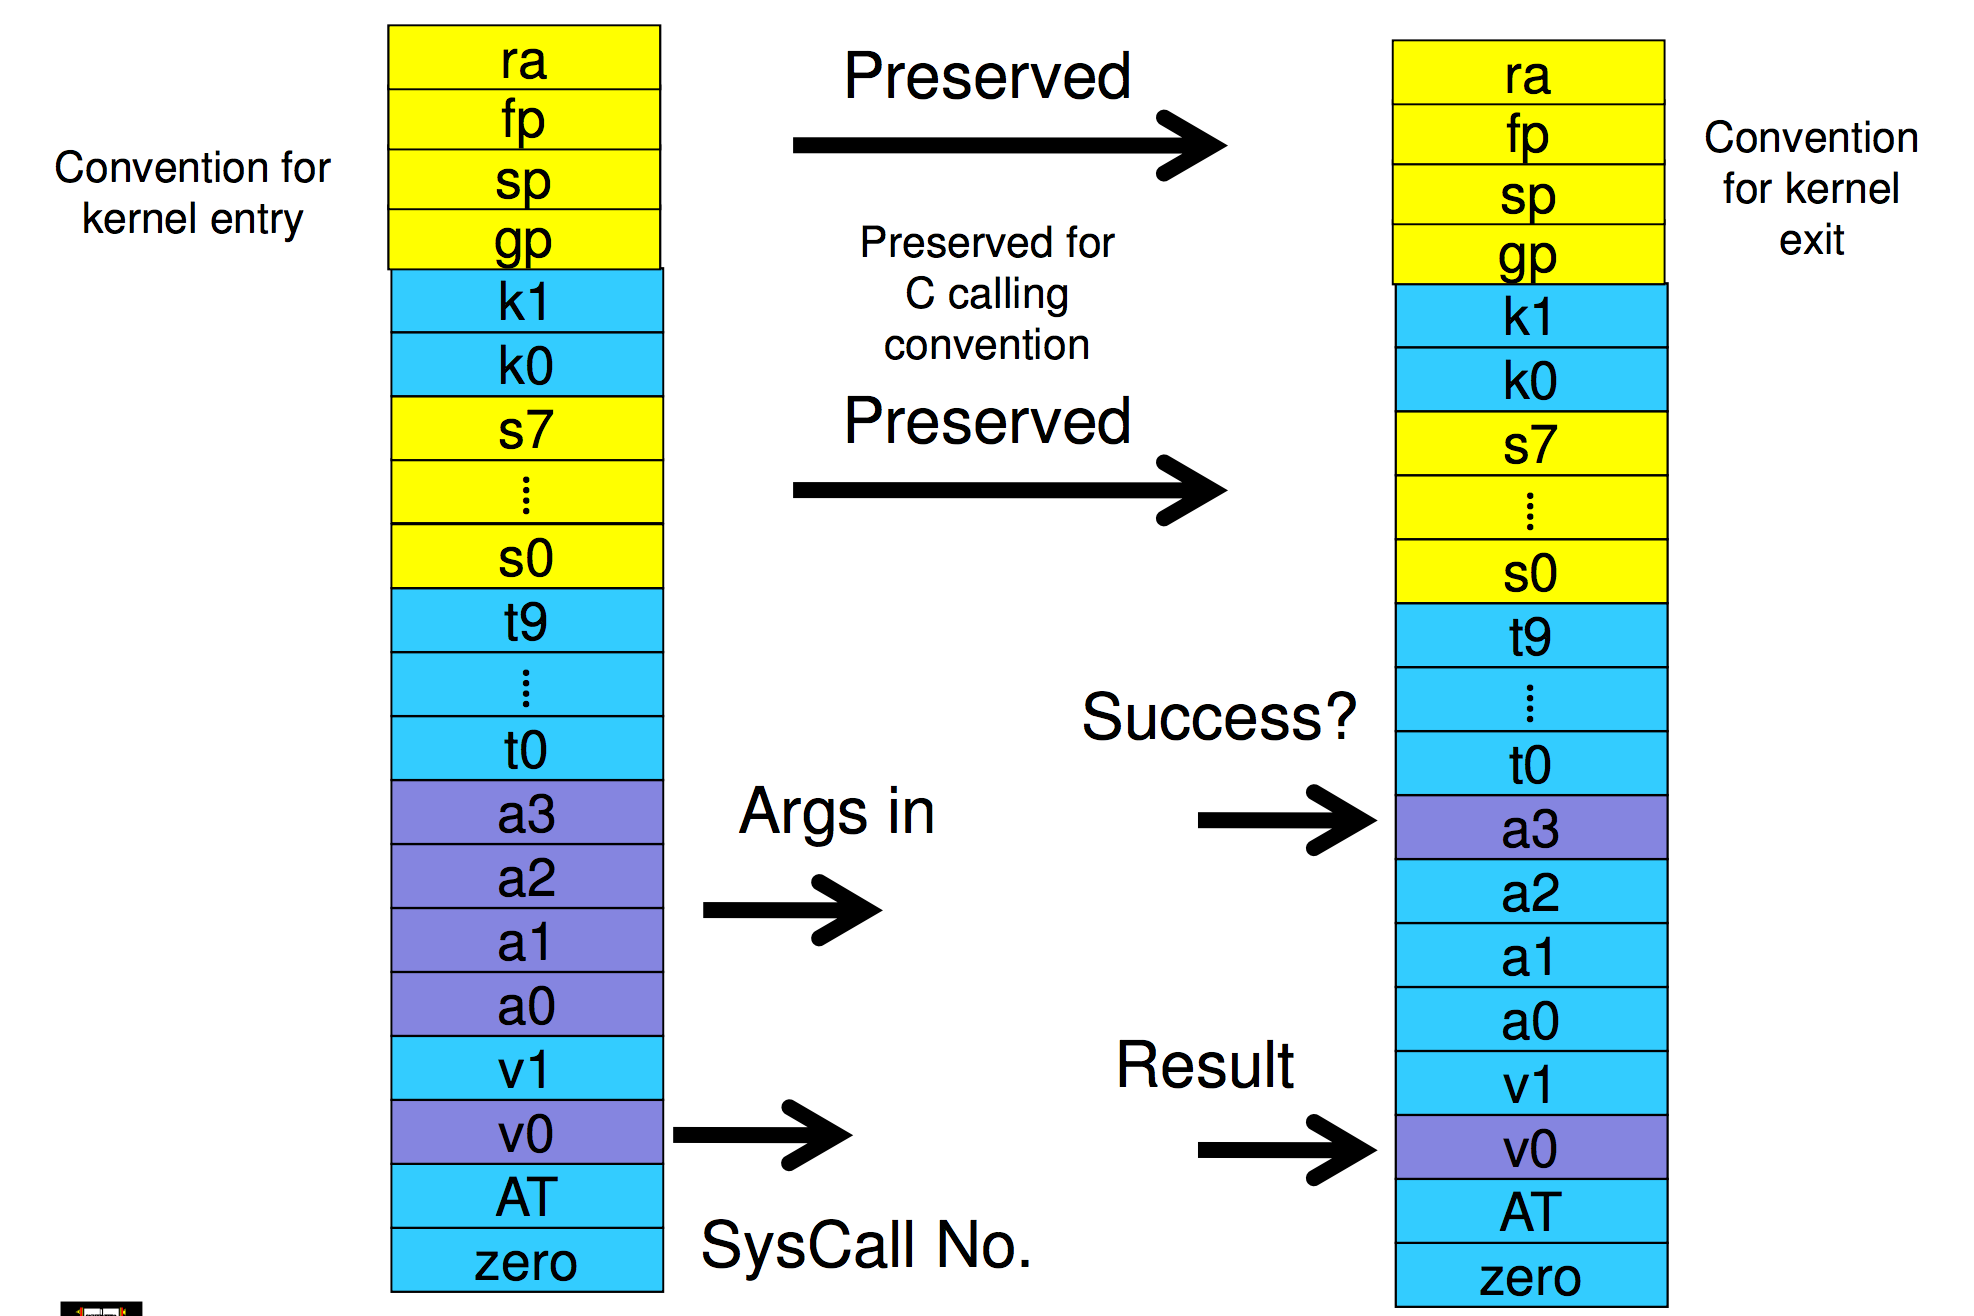 Convention for
kernel entry
ra
fp
sp
gp
k1
k0
s7
s0
t9
t0
a3
a2
a1
a0
v1
v0
AT
zero
Preserved
Preserved for
C calling
convention
Preserved
Args in
SysCall No.
Success?
Result
ra
fp
sp
gp
k1
k0
s7
s0
t9
t0
a3
a2
a1
a0
v1
v0
AT
zero
Convention
for kernel
exit